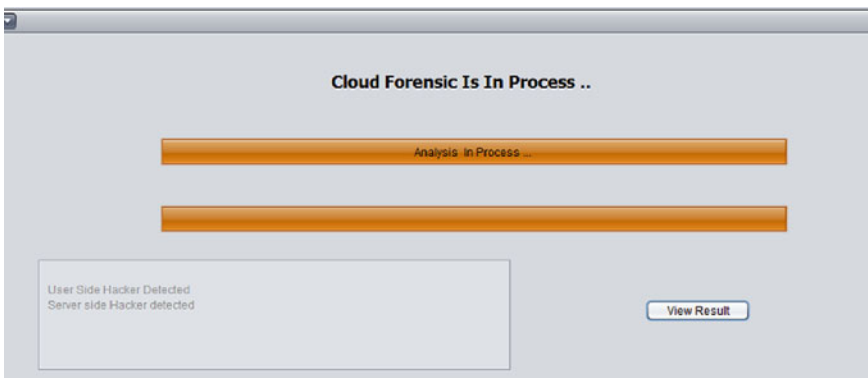 Cloud Forensic Is In Process ..
Analysis In Process ...
User Side Hacker Detected
Server side Hacker detected
View Result